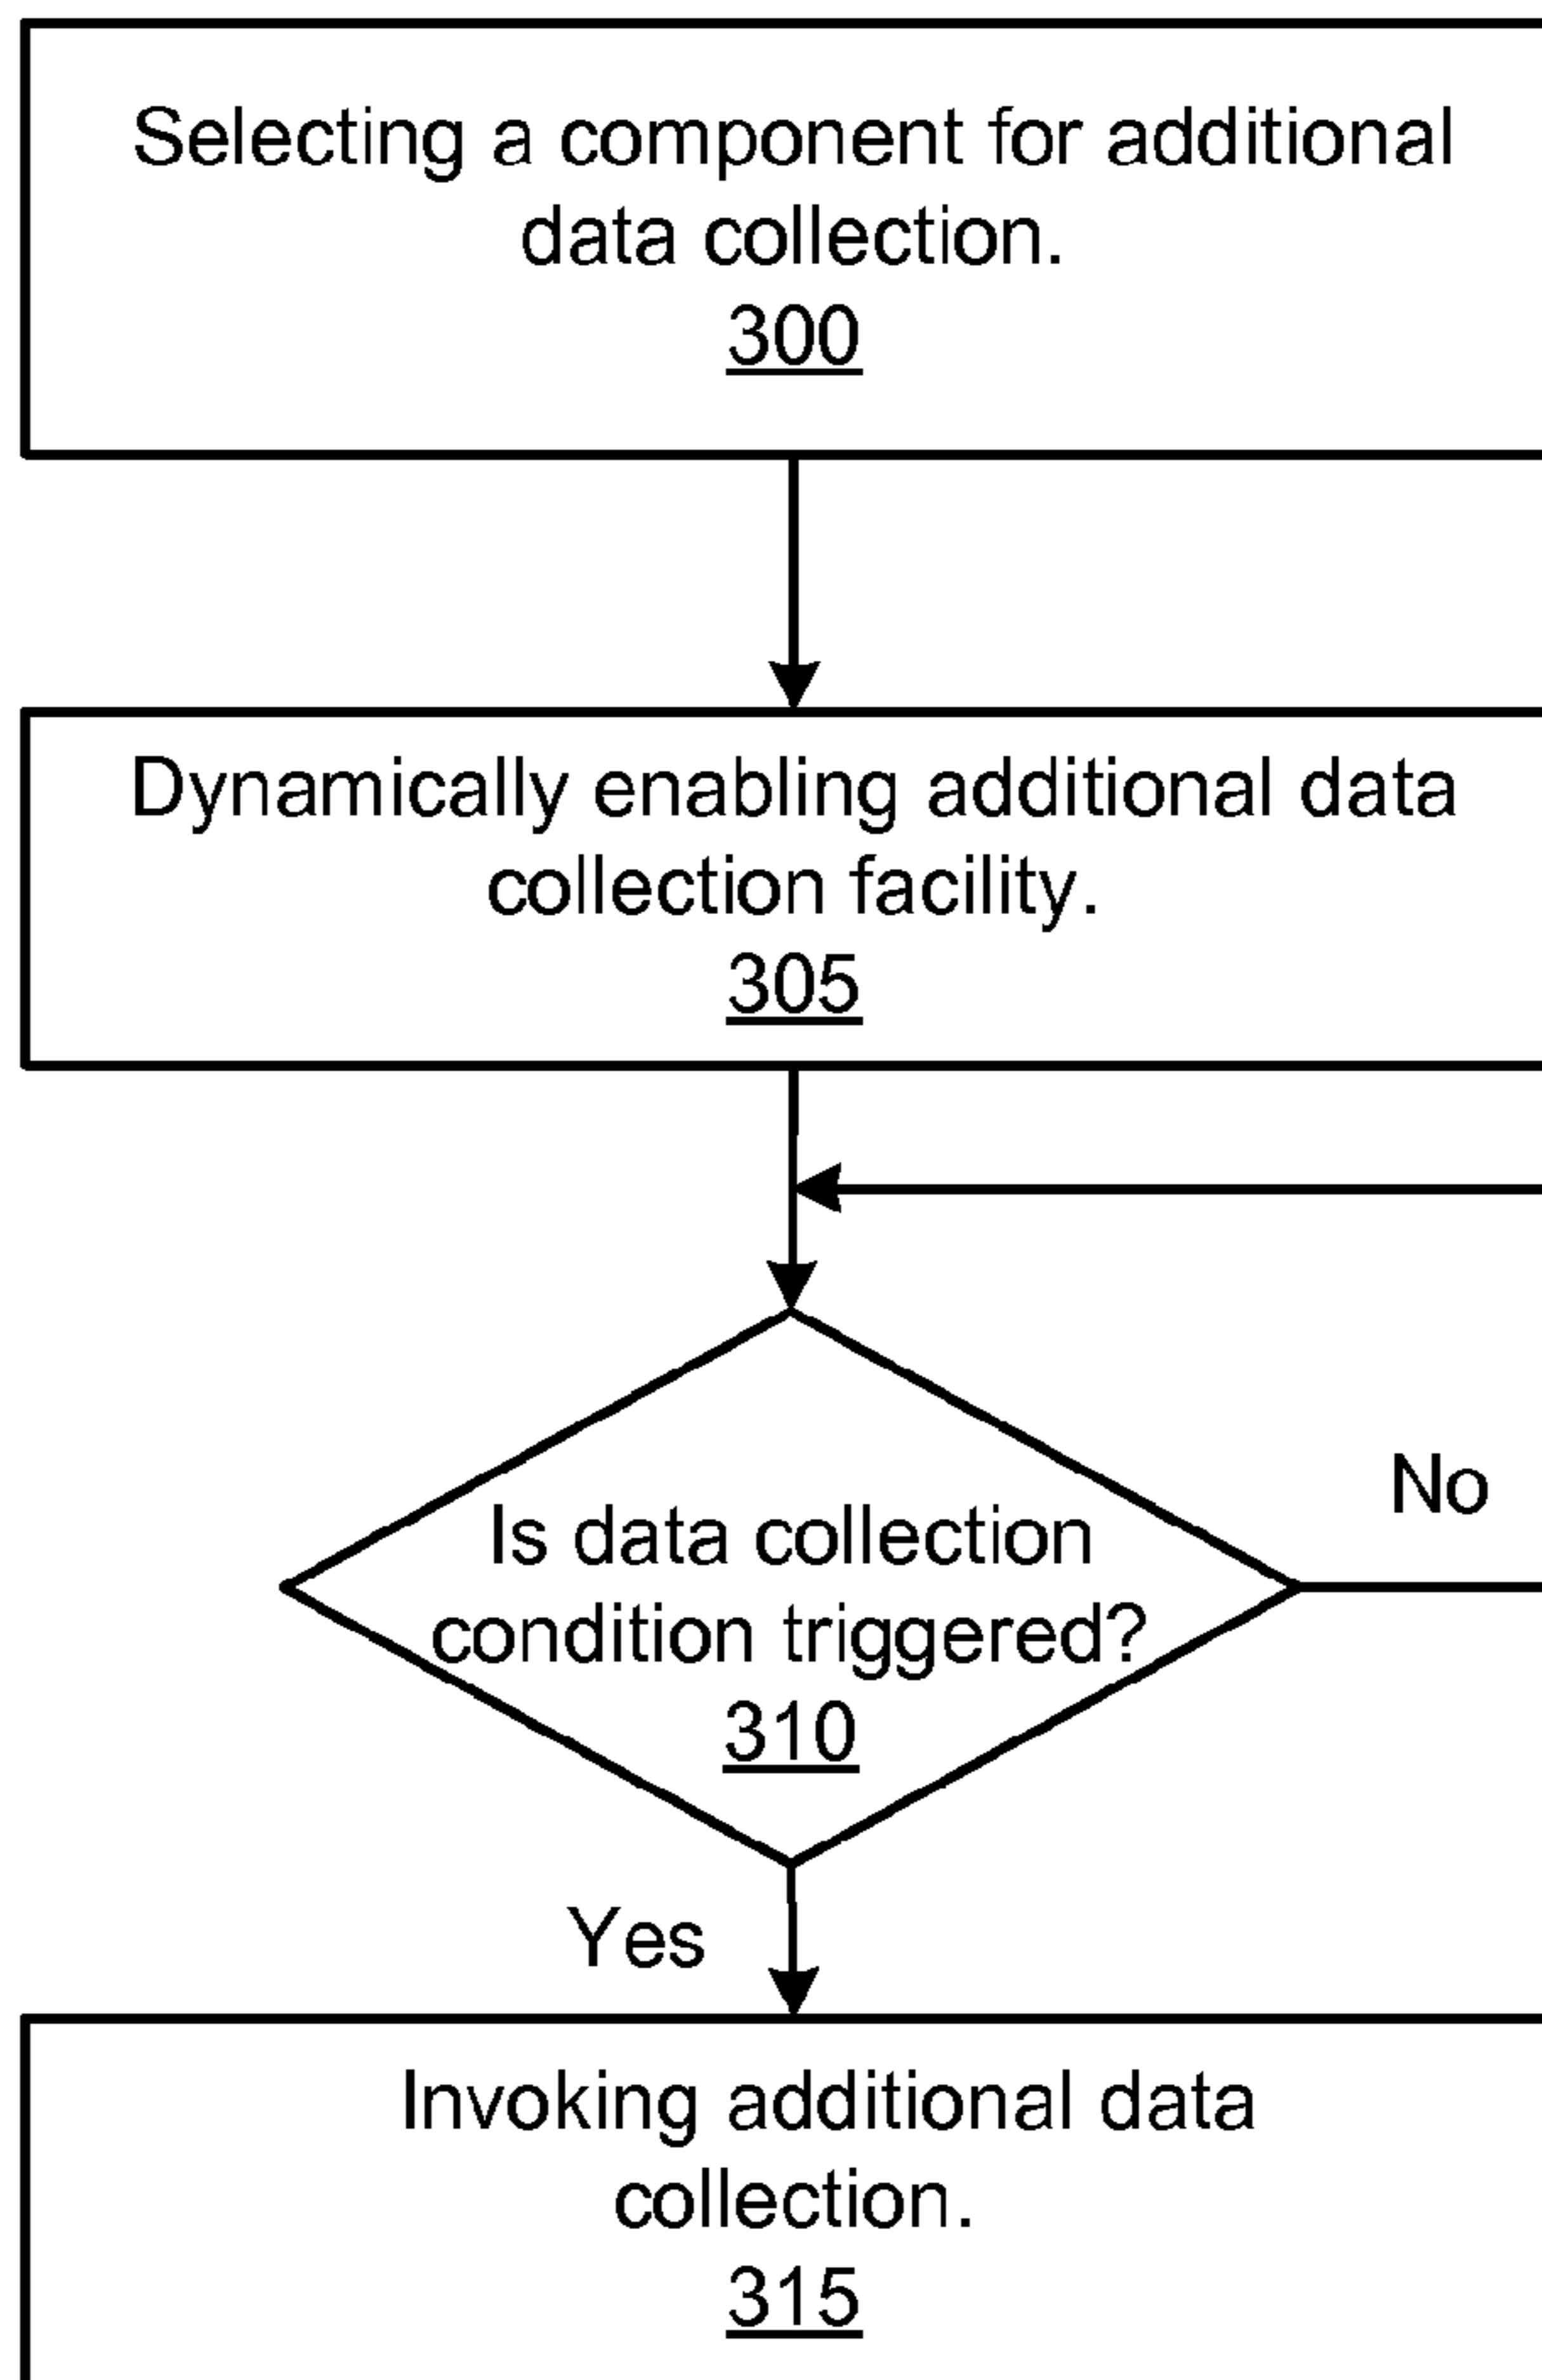 Selecting a component for additional
data collection.
300
Dynamically enabling additional data
collection facility.
305
No
Is data collection
condition triggered?
310
Yes
Invoking additional data
collection.
315